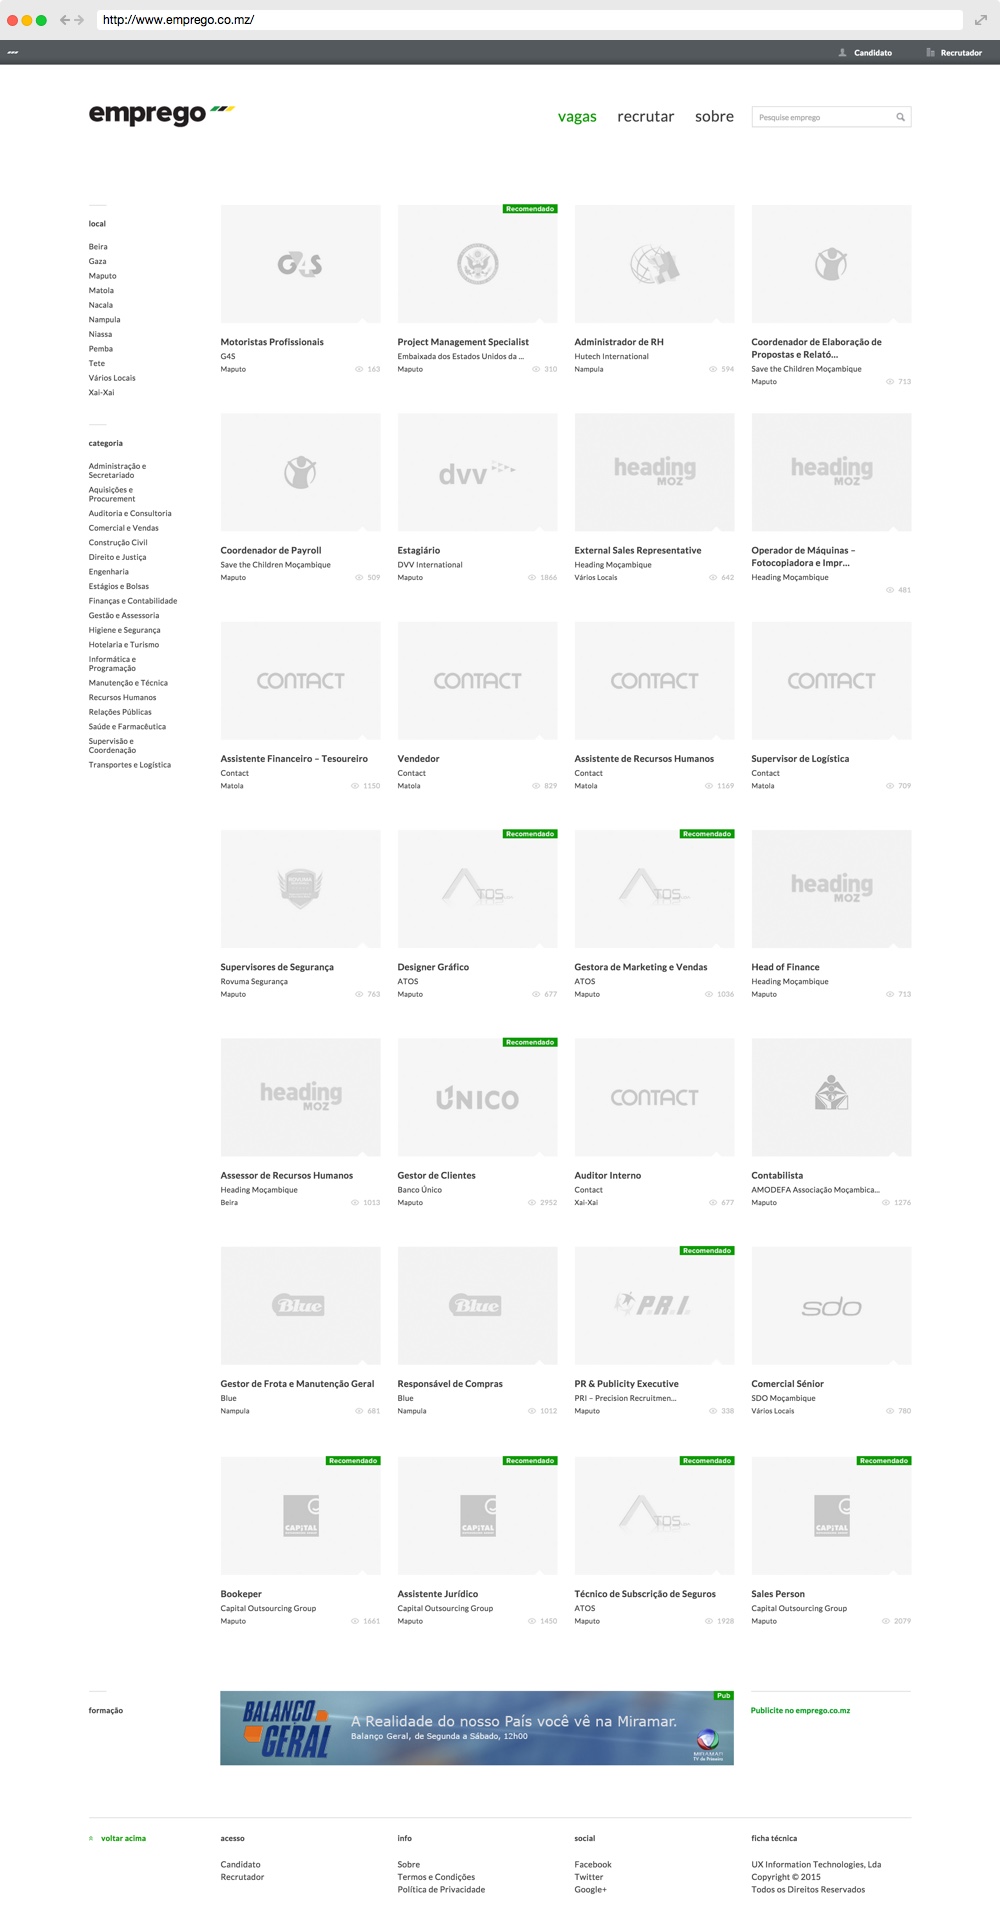 http://www.emprego.co.mz/
Candidato
Recrutador
emprego
vagas
recrutar
sobre
Pesquise emprego
local
Beira
Gaza
Maputo
Matola
Nacala
Nampula
Niassa
Pemba
Tete
Vários Locais
Xai-Xai
categoria
Administração e
Secretariado
Aquisições e
Procurement
Auditoria e Consultoria
Comercial e Vendas
Construção Civil
Direito e Justiça
Engenharia
Estágios e Bolsas
Finanças e Contabilidade
Gestão e Assessoria
Higiene e Segurança
Hotelaria e Turismo
Informática e
Programação
Manutenção e Técnica
Recursos Humanos
Relações Públicas
Saúde e Farmacêutica
Supervisão e
Coordenação
Transportes e Logística
G4S
Motoristas Profissionais
G4S
Maputo
163
Recomendado
Project Management Specialist
Embaixada dos Estados Unidos da ...
Maputo
310
Administrador de RH
Hutech International
Nampula
594
Coordenador de Elaboração de
Propostas e Relató...
Save the Children Moçambique
Maputo
713
Coordenador de Payroll
Save the Children Moçambique
Maputo
509
dvv
Estagiário
DVV International
Maputo
1866
heading
MOZ
External Sales Representative
Heading Moçambique
Vários Locais
642
heading
MOZ
Operador de Máquinas –
Fotocopiadora e Impr...
Heading Moçambique
481
CONTACT
Assistente Financeiro – Tesoureiro
Contact
Matola
1150
CONTACT
Vendedor
Contact
Matola
829
CONTACT
Assistente de Recursos Humanos
Contact
Matola
1169
CONTACT
Supervisor de Logística
Contact
Matola
709
Supervisores de Segurança
Rovuma Segurança
Maputo
763
Recomendado
ATOS
Designer Gráfico
ATOS
Maputo
677
Recomendado
ATOS
Gestora de Marketing e Vendas
ATOS
Maputo
1036
heading
MOZ
Head of Finance
Heading Moçambique
Maputo
713
heading
MOZ
Assessor de Recursos Humanos
Heading Moçambique
Beira
1013
Recomendado
ÚNICO
Gestor de Clientes
Banco Único
Maputo
2952
CONTACT
Auditor Interno
Contact
Xai-Xai
677
Contabilista
AMODEFA Associação Moçambica...
Maputo
1276
Blue
Gestor de Frota e Manutenção Geral
Blue
Nampula
681
Blue
Responsável de Compras
Blue
Nampula
1012
Recomendado
P.R.I.
PR & Publicity Executive
PRI – Precision Recruitmen...
Maputo
338
sdo
Comercial Sénior
SDO Moçambique
Vários Locais
780
Recomendado
CAPITAL
Bookeper
Capital Outsourcing Group
Maputo
1661
Recomendado
CAPITAL
Assistente Jurídico
Capital Outsourcing Group
Maputo
1450
Recomendado
ATOS
Técnico de Subscrição de Seguros
ATOS
Maputo
1928
Recomendado
CAPITAL
Sales Person
Capital Outsourcing Group
Maputo
2079
formação
BALANÇO
GERAL
A Realidade do nosso País você vê na Miramar.
Balanço Geral, de Segunda a Sábado, 12h00
Pub
MIRAMAR
TV de Primeira
Publicite no emprego.co.mz
voltar acima
acesso
Candidato
Recrutador
info
Sobre
Termos e Condições
Política de Privacidade
social
Facebook
Twitter
Google+
ficha técnica
UX Information Technologies, Lda
Copyright © 2015
Todos os Direitos Reservados